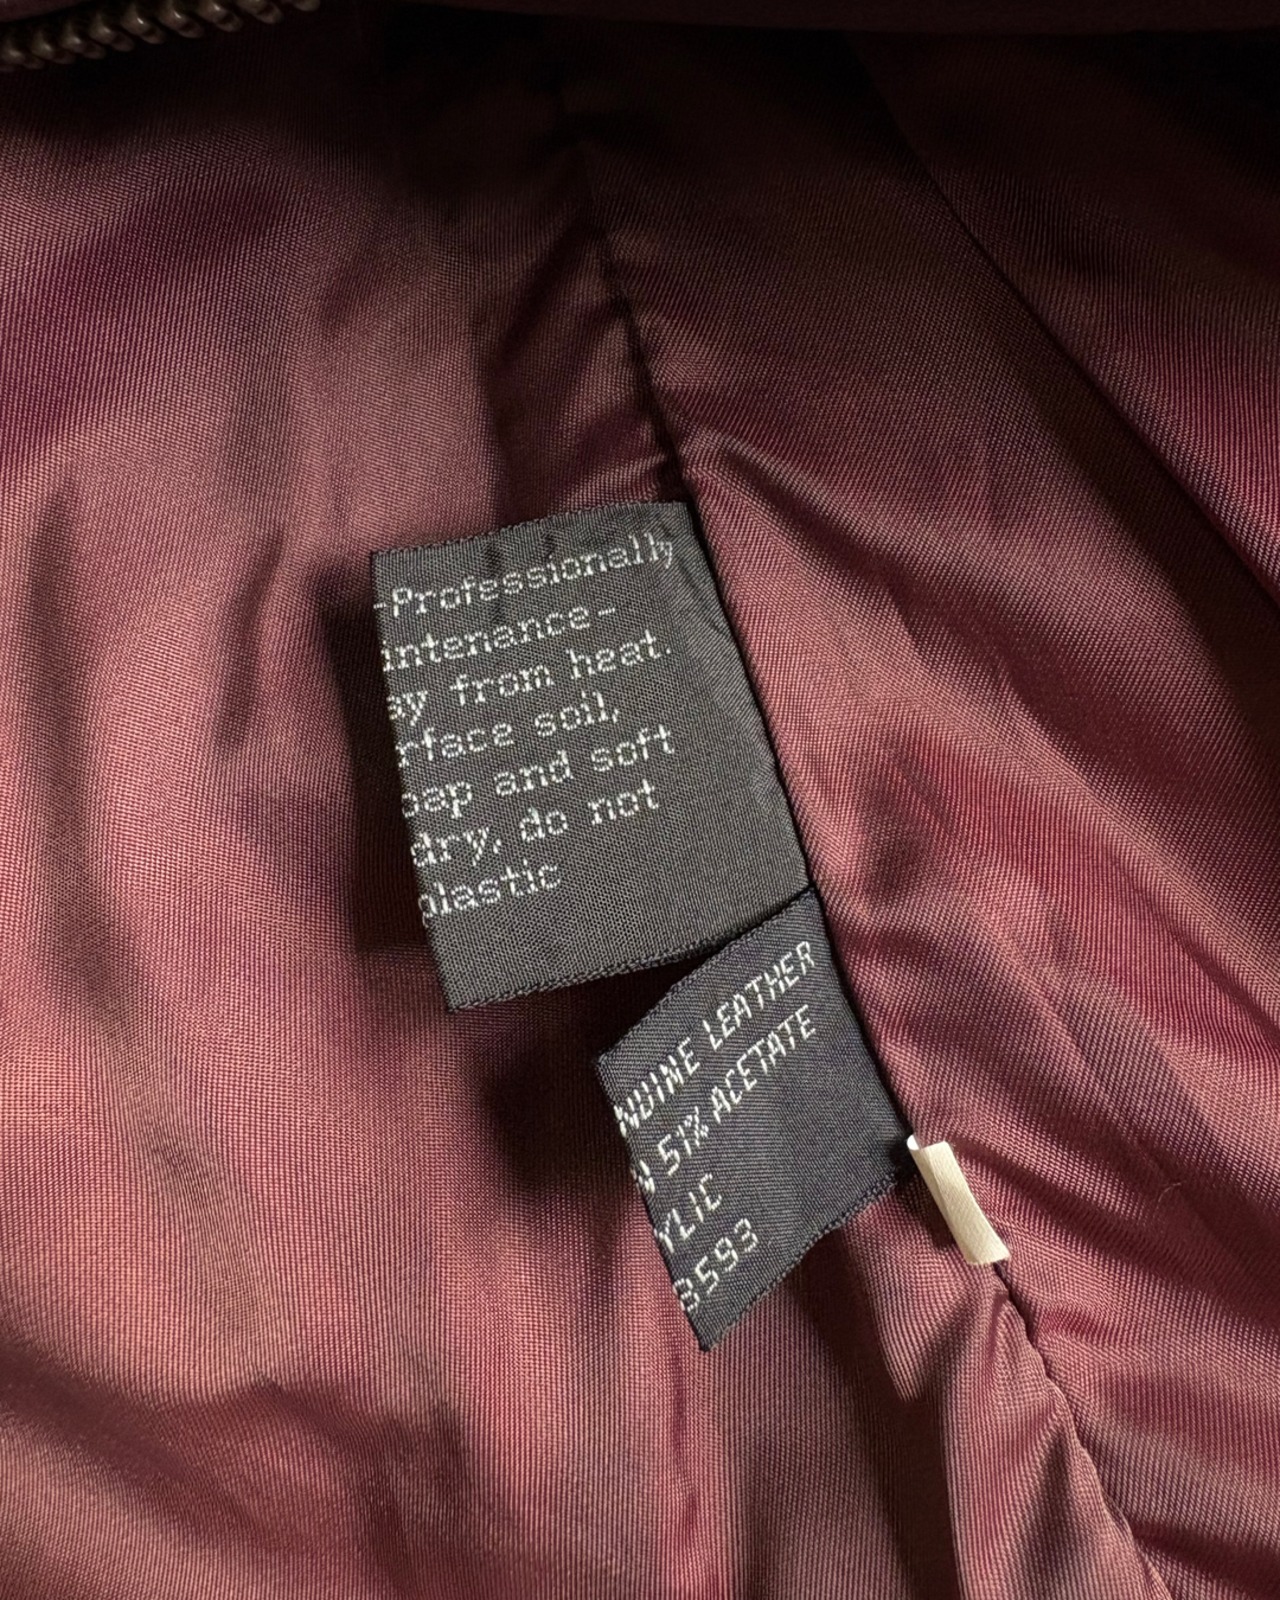 -Professionally
intenance-
ay from heat.
rface soil,
oap and soft
dry, do not
plastic
NUINE LEATHER
N 51% ACETATE
YLIC
3593